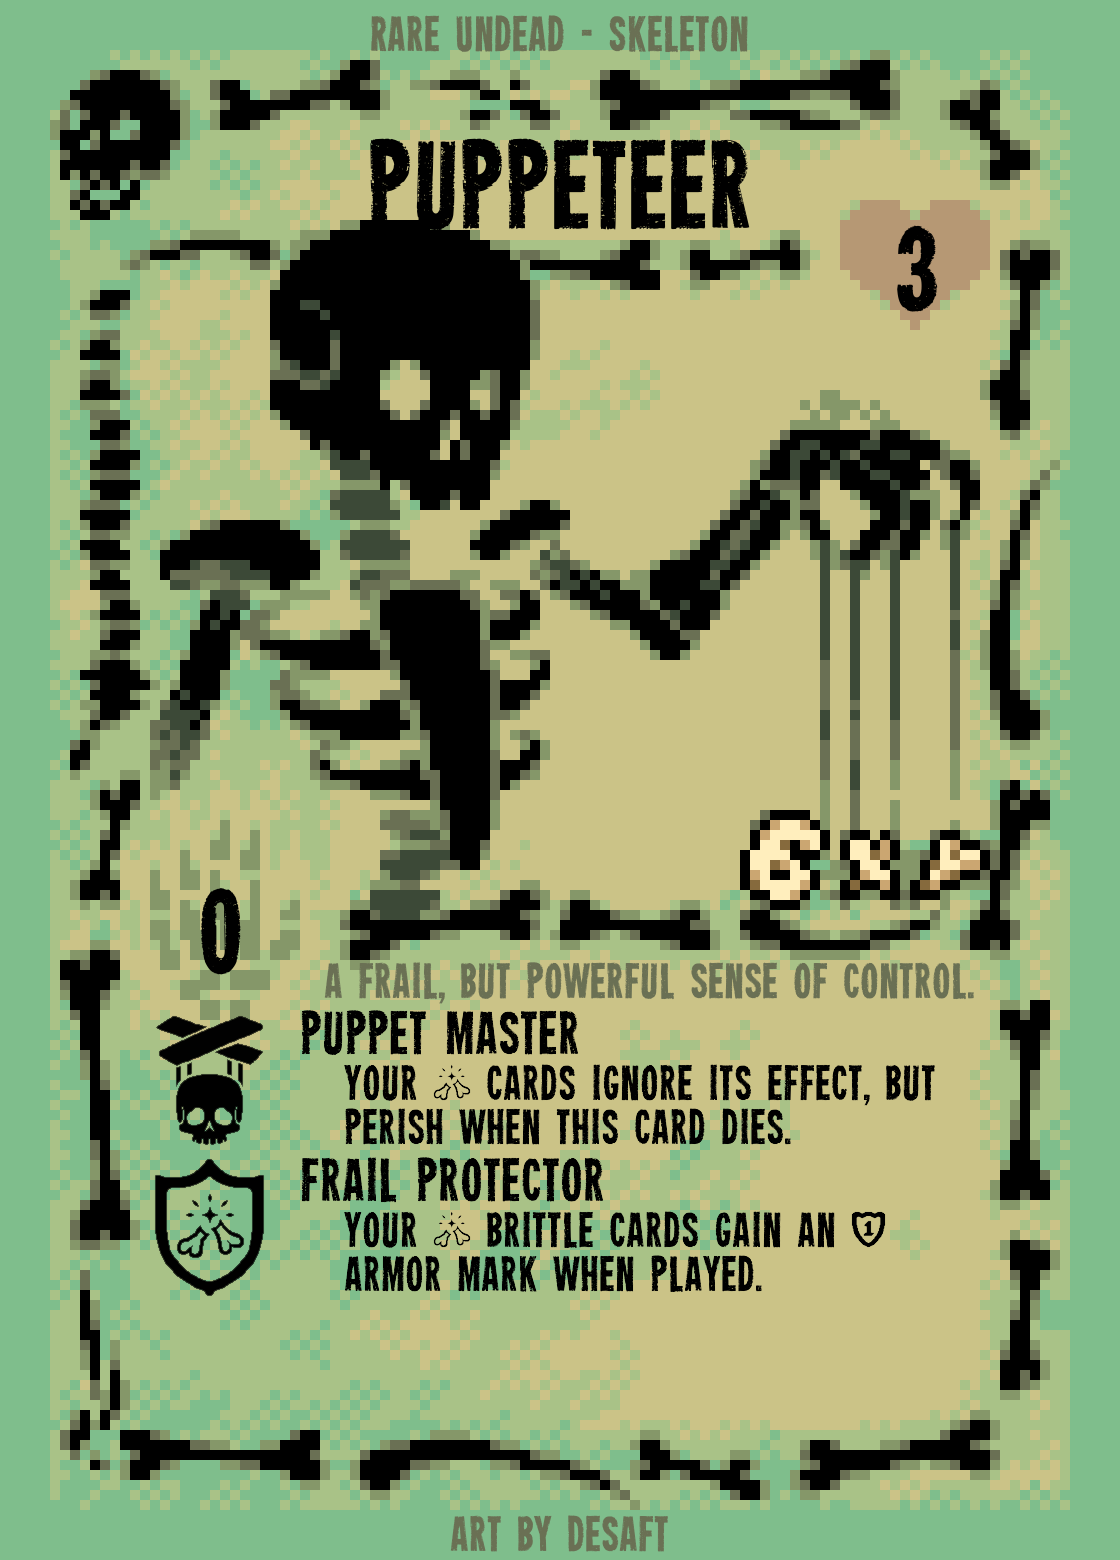 RARE UNDEAD - SKELETON
PUPPETEER
3
6 X
0
A FRAIL, BUT POWERFUL SENSE OF CONTROL.
PUPPET MASTER
YOUR CARDS IGNORE ITS EFFECT, BUT
PERISH WHEN THIS CARD DIES.
FRAIL PROTECTOR
YOUR BRITTLE CARDS GAIN AN 1
ARMOR MARK WHEN PLAYED.
ART BY DESAFT